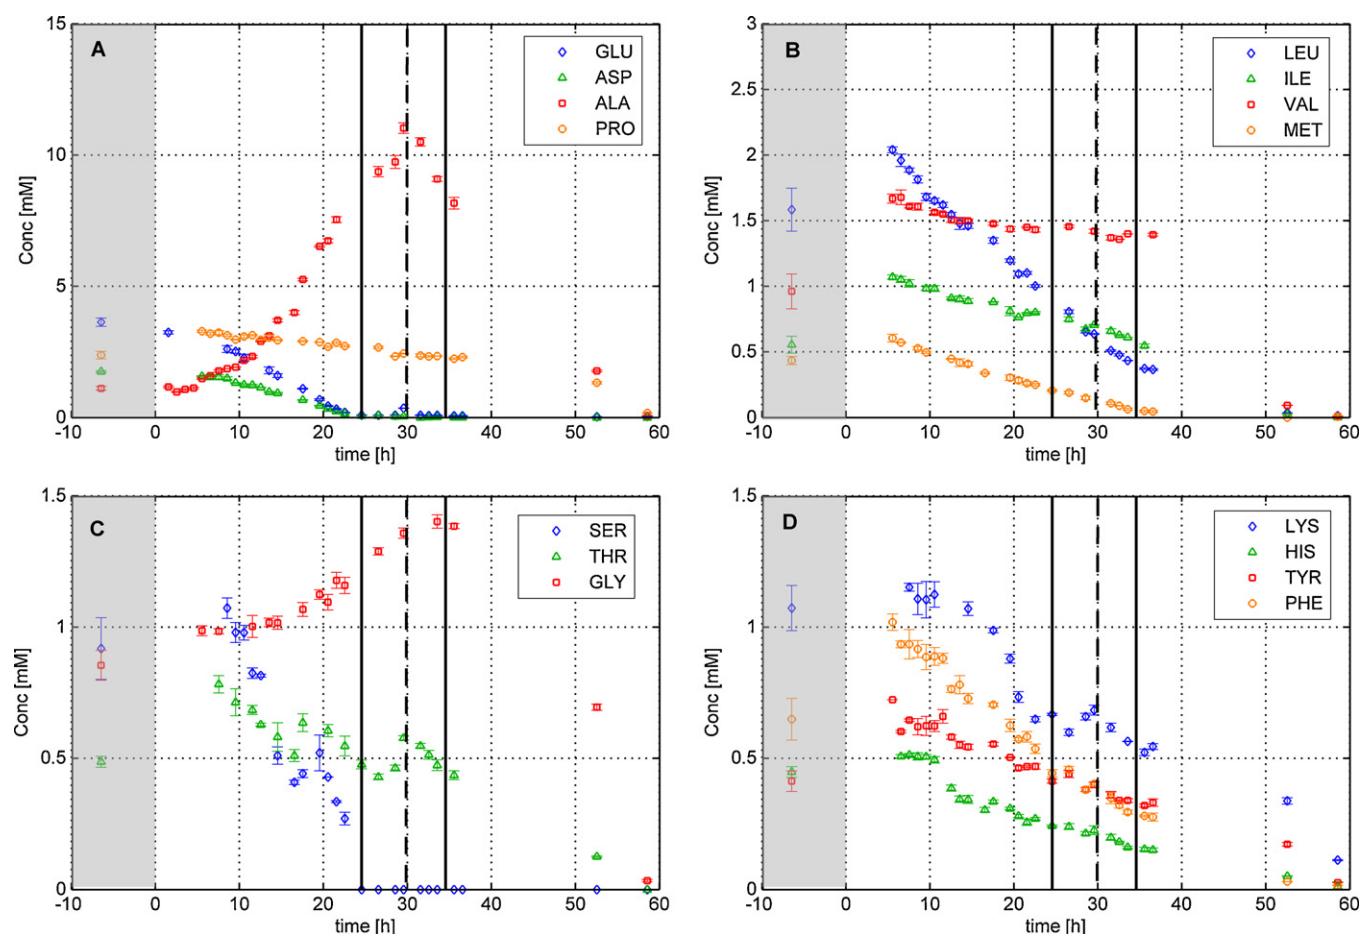 A
GLU
ASP
ALA
PRO
15
10
5
0
Conc [mM]
-10 0 10 20 30 40 50 60
time [h]
B
LEU
ILE
VAL
MET
3
2.5
2
1.5
1
0.5
0
Conc [mM]
-10 0 10 20 30 40 50 60
time [h]
C
SER
THR
GLY
1.5
1
0.5
0
Conc [mM]
-10 0 10 20 30 40 50 60
time [h]
D
LYS
HIS
TYR
PHE
1.5
1
0.5
0
Conc [mM]
-10 0 10 20 30 40 50 60
time [h]